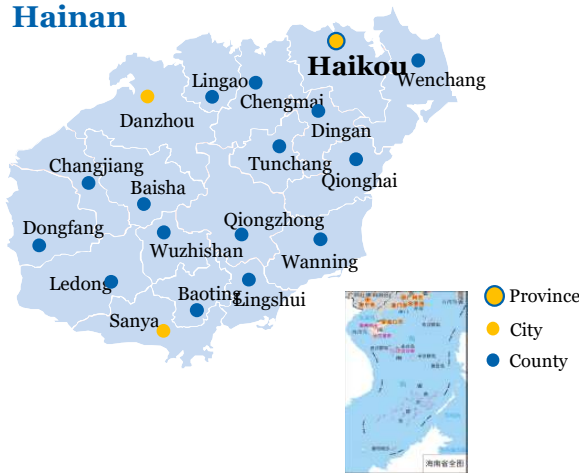 Hainan
Haikou
Wenchang
Lingao
Chengmai
Danzhou
Dingan
Changjiang
Tunchang
Qionghai
Baisha
Dongfang
Qiongzhong
Wuzhishan
Wanning
Ledong
Baoting
Lingshui
Sanya
Province
City
County
海南省全图